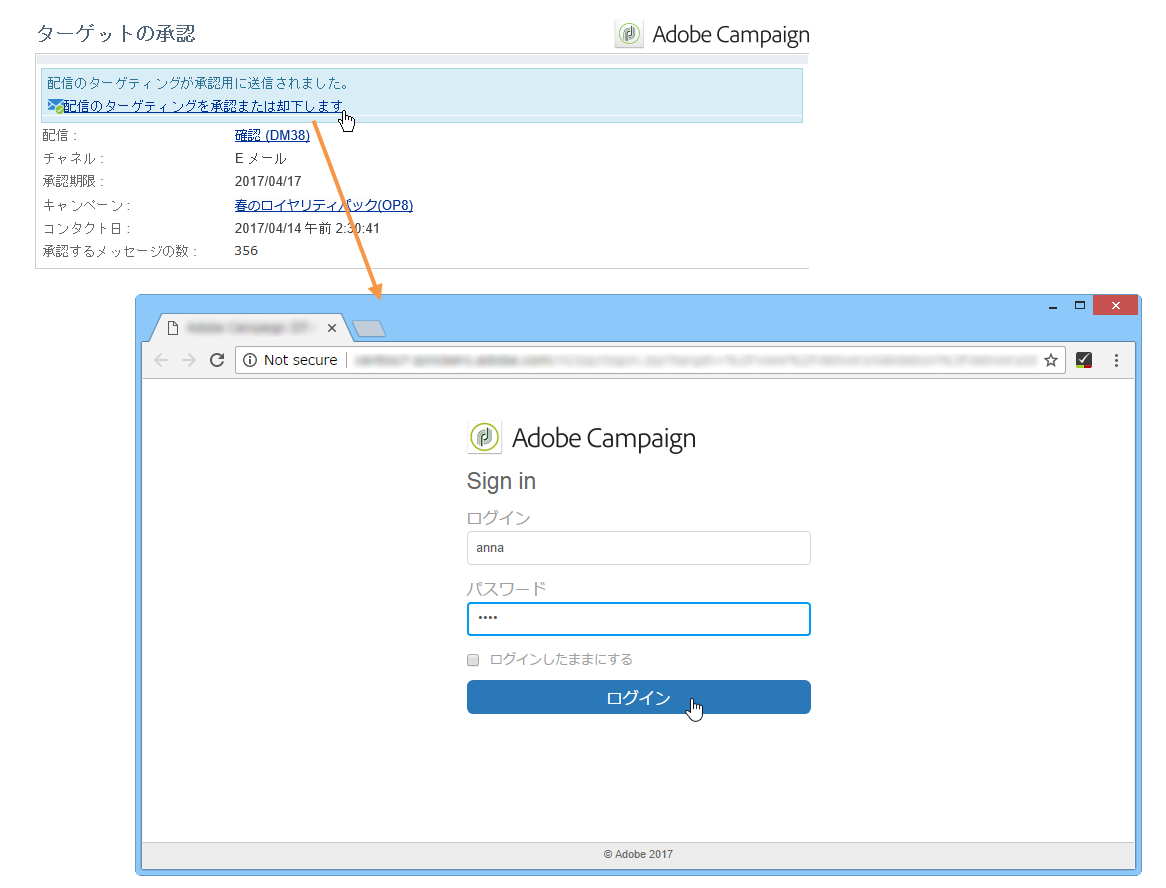 ターゲットの承認
Adobe Campaign
配信のターゲティングが承認用に送信されました。
配信のターゲティングを承認または却下します
配信 : 確認 (DM38)
チャネル : E メール
承認期限 : 2017/04/17
キャンペーン : 春のロイヤリティパック(OP8)
コンタクト日 : 2017/04/14 午前 2:30:41
承認するメッセージの数 : 356
Not secure
Adobe Campaign
Sign in
ログイン
anna
パスワード
••••
ログインしたままにする
ログイン
© Adobe 2017